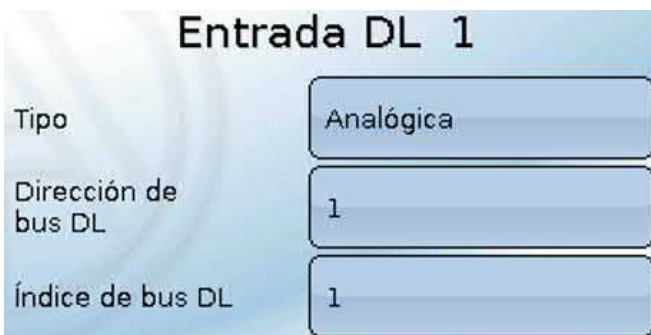 Entrada DL 1
Tipo
Analógica
Dirección de
bus DL
1
Índice de bus DL
1